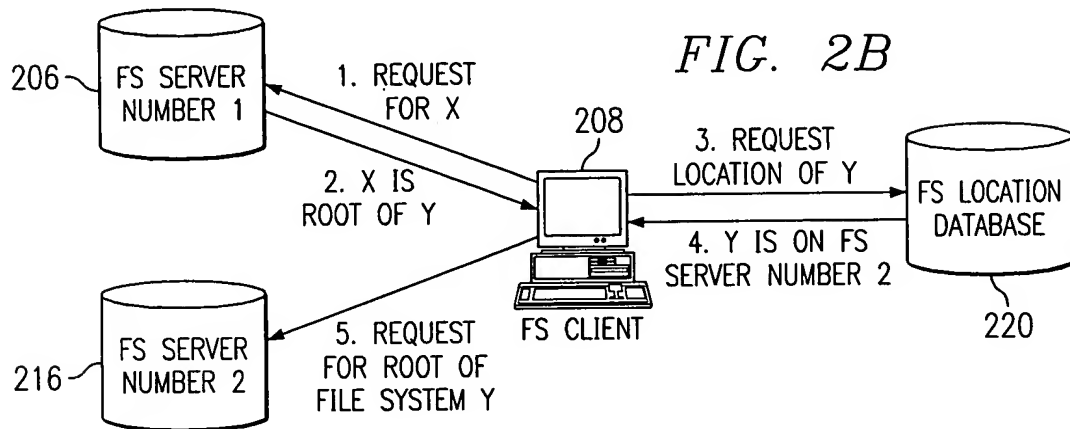 FIG. 2B
206
FS SERVER
NUMBER 1
1. REQUEST
FOR X
2. X IS
ROOT OF Y
208
FS CLIENT
3. REQUEST
LOCATION OF Y
4. Y IS ON FS
SERVER NUMBER 2
FS LOCATION
DATABASE
220
5. REQUEST
FOR ROOT OF
FILE SYSTEM Y
FS SERVER
NUMBER 2
216